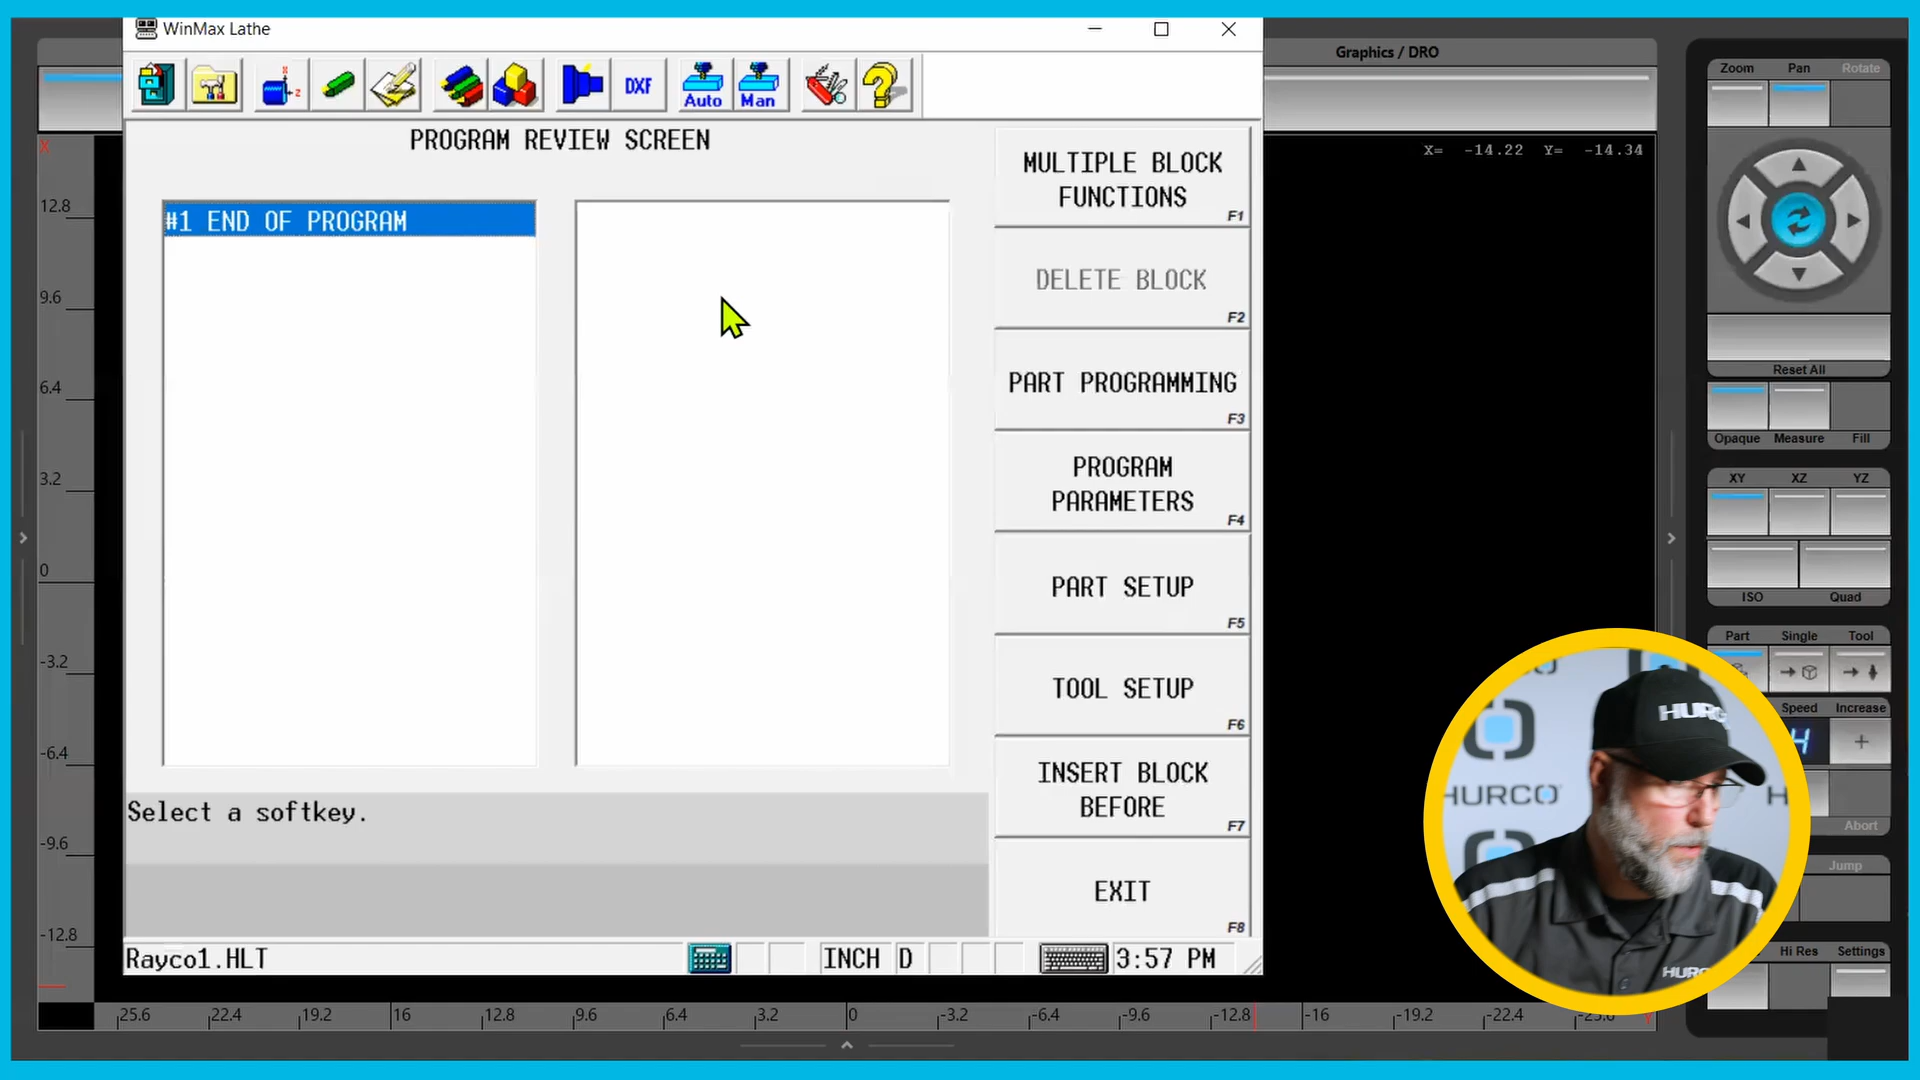 WinMax Lathe
DXF
Auto
Man
PROGRAM REVIEW SCREEN
#1 END OF PROGRAM
MULTIPLE BLOCK
FUNCTIONS
F1
DELETE BLOCK
F2
PART PROGRAMMING
F3
PROGRAM
PARAMETERS
F4
PART SETUP
F5
TOOL SETUP
F6
INSERT BLOCK
BEFORE
F7
EXIT
F8
Select a softkey.
Rayco1.HLT
INCH D
3:57 PM
Graphics / DRO
X= -14.22 Y= -14.34
X
12.8
9.6
6.4
3.2
0
-3.2
-6.4
-9.6
-12.8
25.6 22.4 19.2 16 12.8 9.6 6.4 3.2 0 -3.2 -6.4 -9.6 -12.8 -16 -19.2 -22.4 -25.6
Zoom Pan Rotate
Reset All
Opaque Measure Fill
XY XZ YZ
ISO Quad
Part Single Tool
Speed Increase
Abort
Jump
Hi Res Settings
HURCO
HURCO